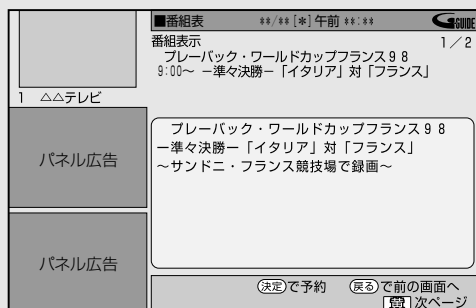 ■番組表 **/** [*] 午前 **:** G-GUIDE
番組表示 1／2
プレーバック・ワールドカップフランス９８
9:00～ －準々決勝－「イタリア」対「フランス」
1 △△テレビ
パネル広告
プレーバック・ワールドカップフランス９８
－準々決勝－「イタリア」対「フランス」
～サンドニ・フランス競技場で録画～
パネル広告
決定で予約 戻るで前の画面へ
黄 次ページ